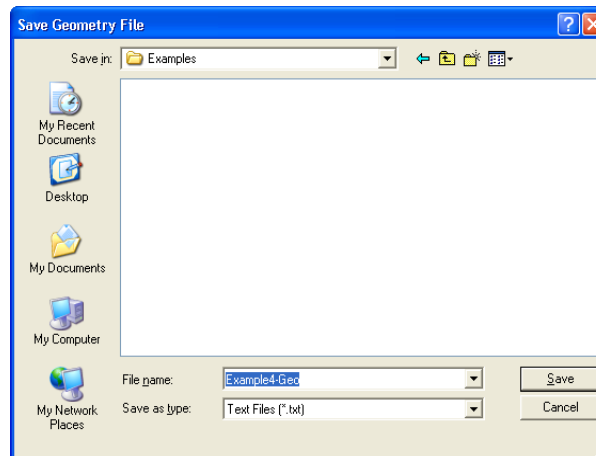 Save Geometry File
Save in:
Examples
My Recent
Documents
Desktop
My Documents
My Computer
My Network
Places
File name:
Example4-Geo
Save
Save as type:
Text Files (*.txt)
Cancel